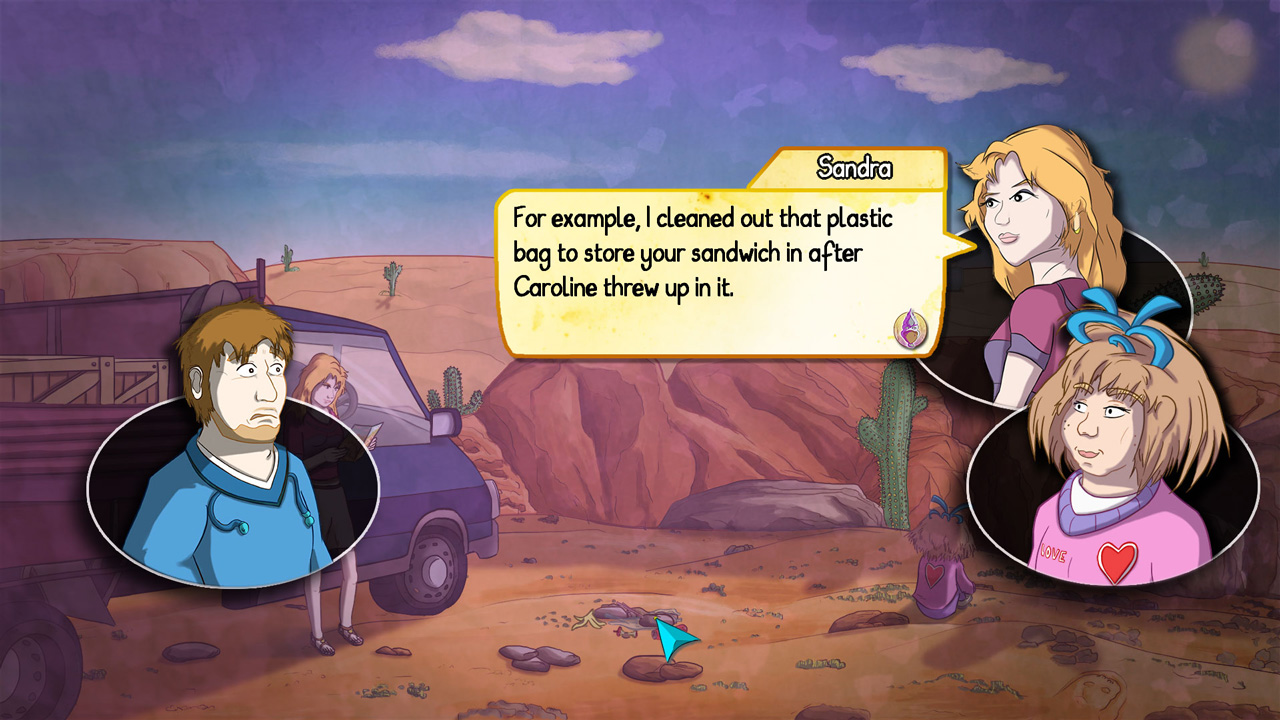 Sandra
For example, I cleaned out that plastic
bag to store your sandwich in after
Caroline threw up in it.
LOVE